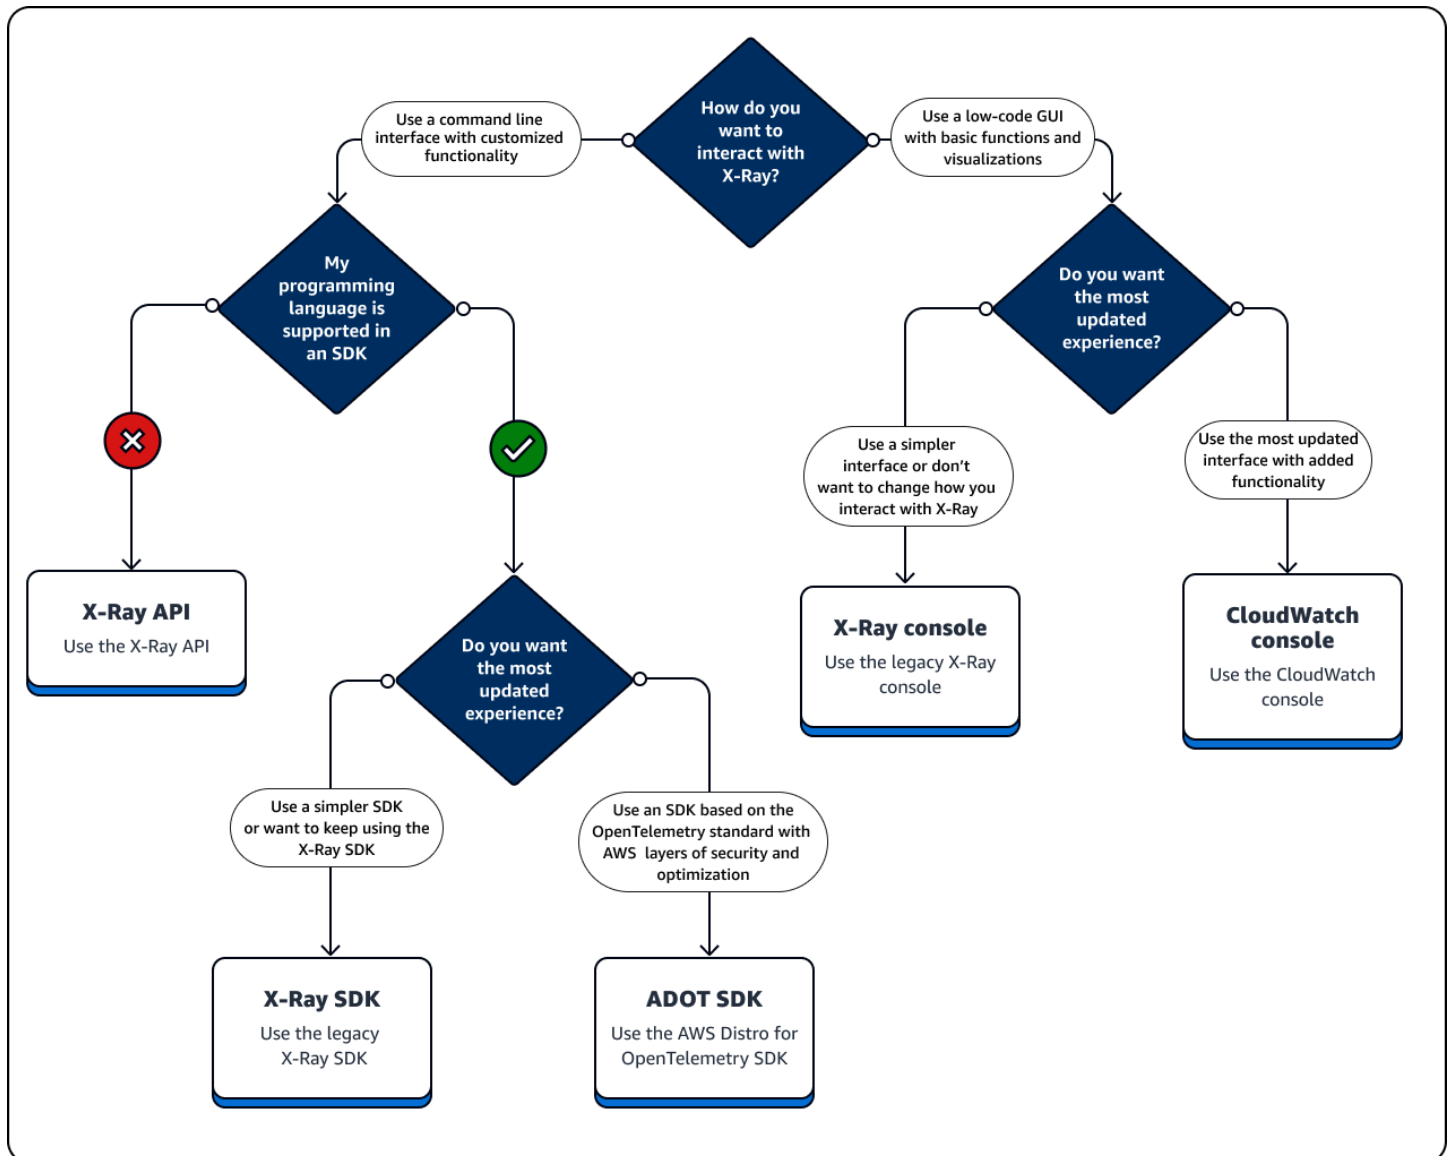 How do you
want to
interact with
X-Ray?
Use a command line
interface with customized
functionality
Use a low-code GUI
with basic functions and
visualizations
My
programming
language is
supported in
an SDK
Do you want
the most
updated
experience?
Use a simpler
interface or don't
want to change how you
interact with X-Ray
Use the most updated
interface with added
functionality
X-Ray API
Use the X-Ray API
Do you want
the most
updated
experience?
X-Ray console
Use the legacy X-Ray
console
CloudWatch
console
Use the CloudWatch
console
Use a simpler SDK
or want to keep using the
X-Ray SDK
Use an SDK based on the
OpenTelemetry standard with
AWS layers of security and
optimization
X-Ray SDK
Use the legacy
X-Ray SDK
ADOT SDK
Use the AWS Distro for
OpenTelemetry SDK